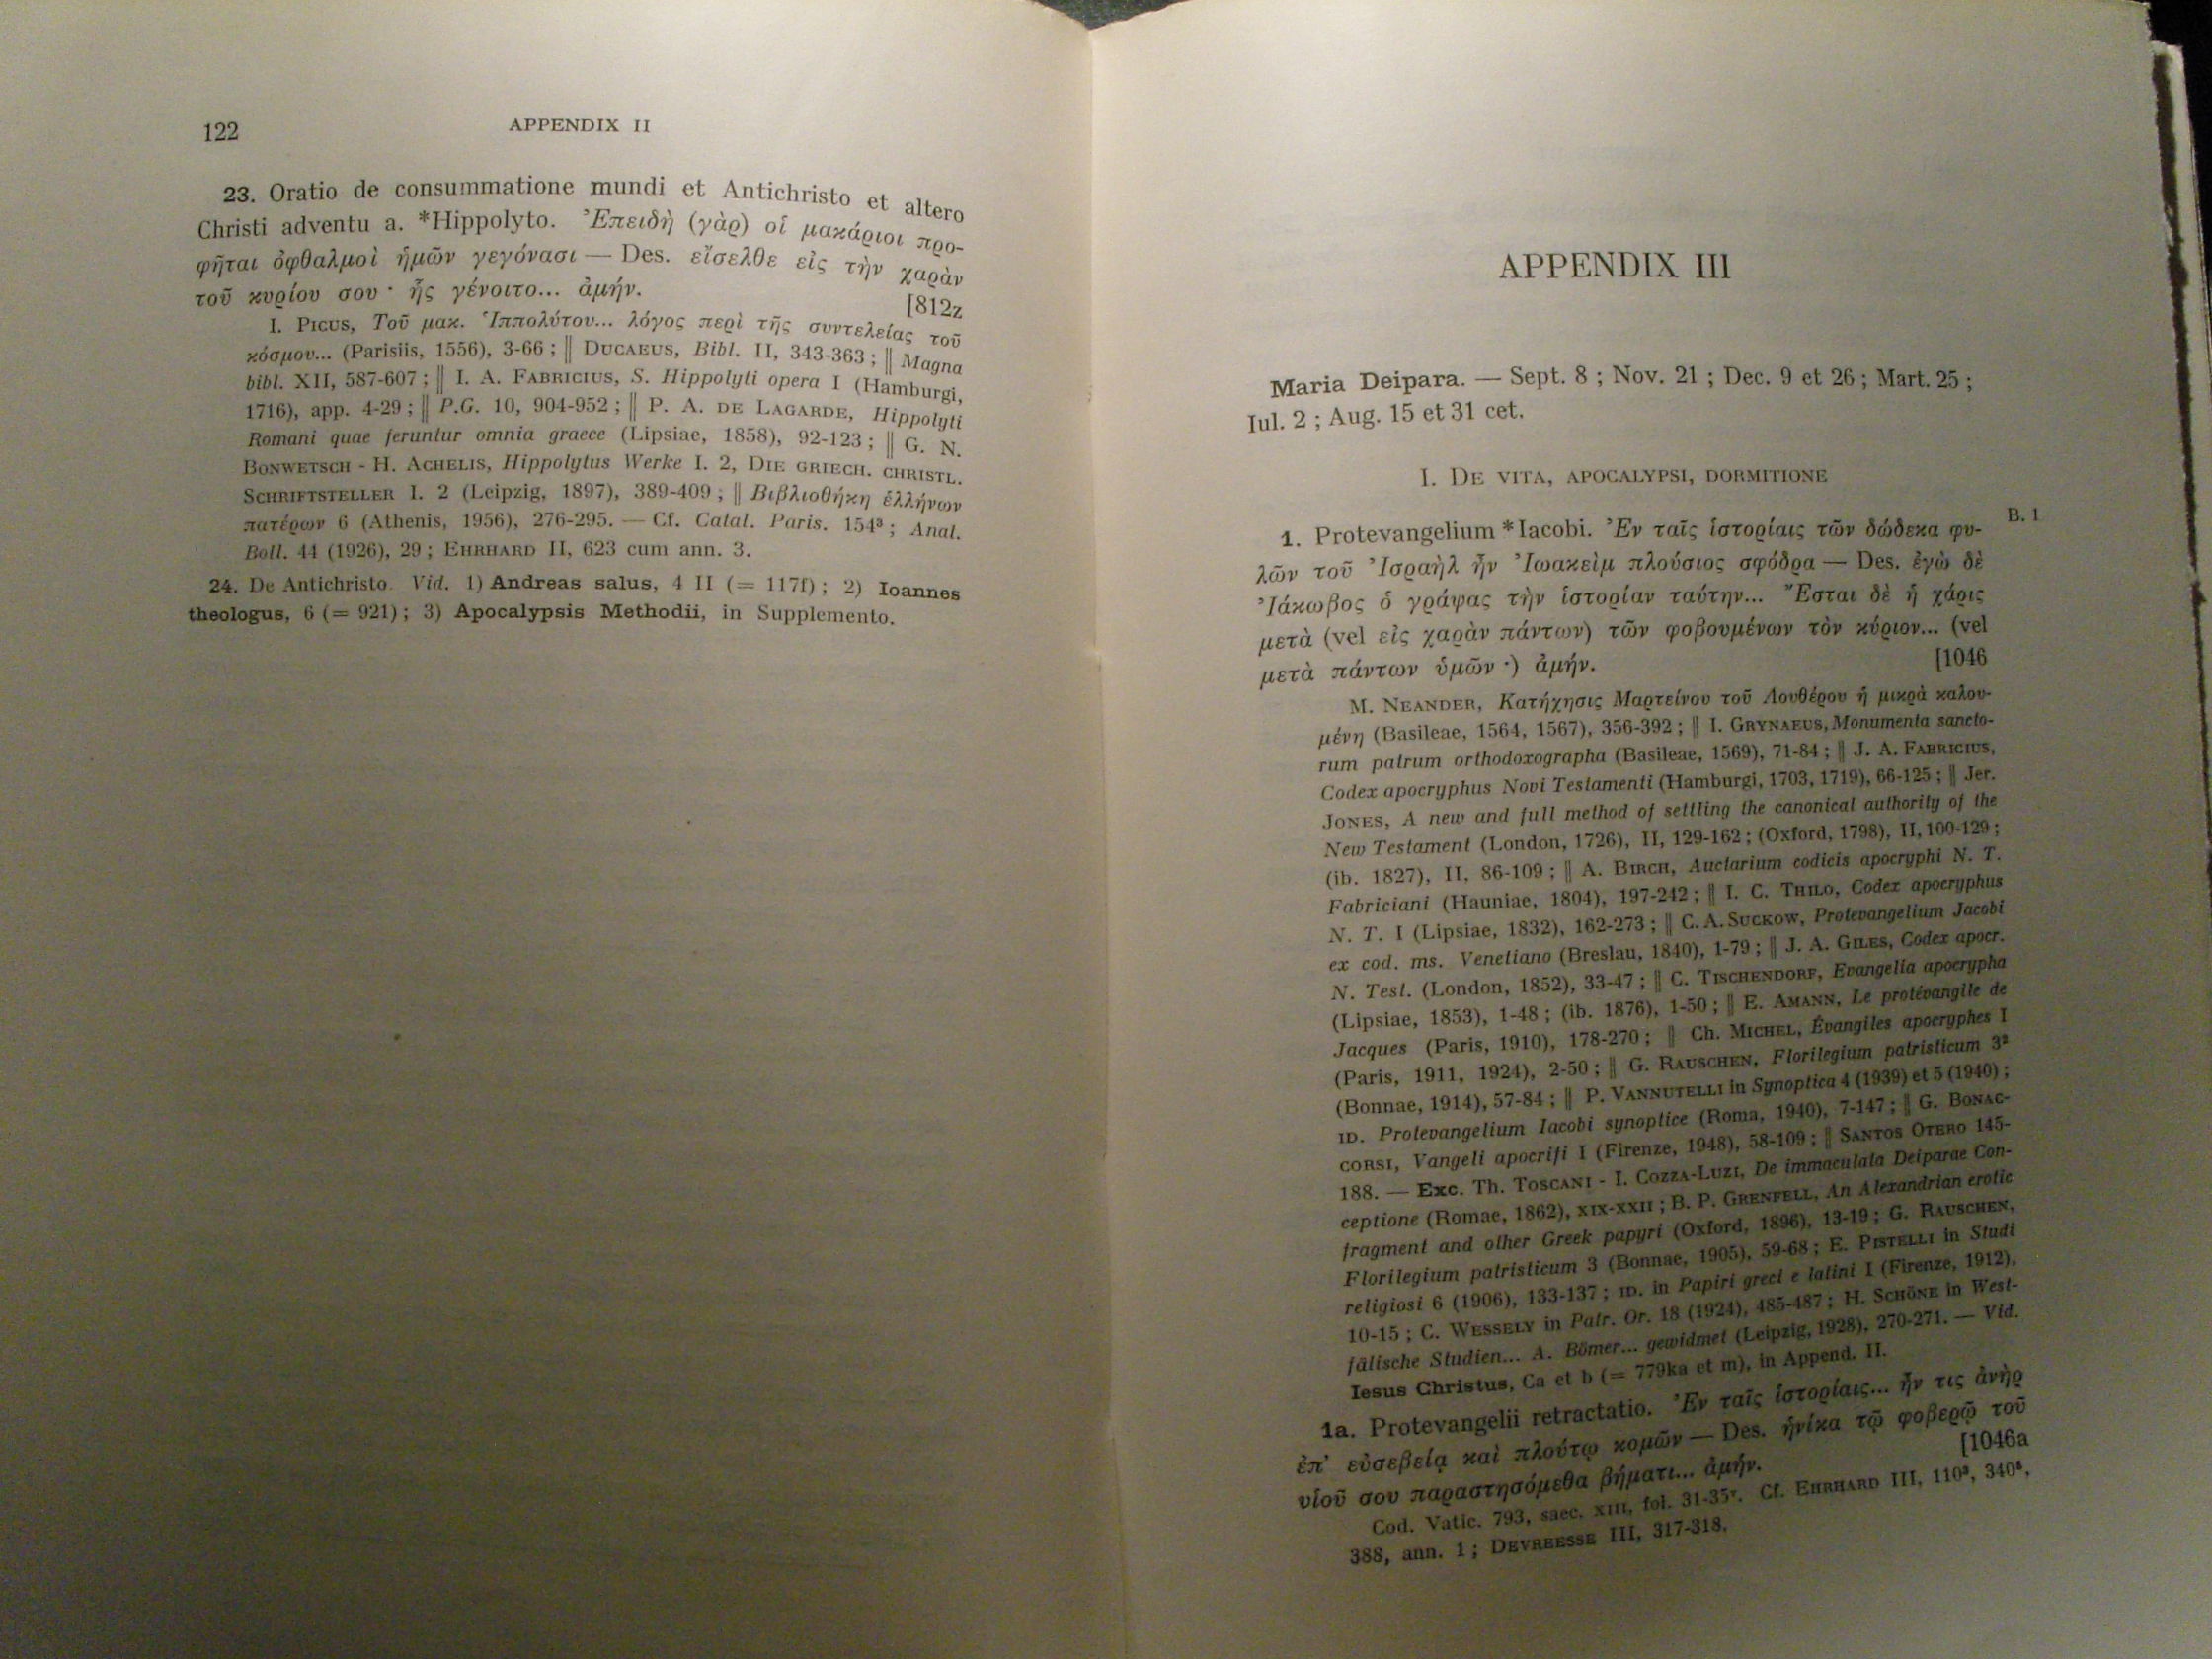 122
APPENDIX II
23. Oratio de consummatione mundi et Antichristo et altero
Christi adventu a. *Hippolyto. Ἐπειδὴ (γὰρ) οἱ μακάριοι προ-
φῆται ὀφθαλμοὶ ἡμῶν γεγόνασι — Des. εἴσελθε εἰς τὴν χαρὰν
τοῦ κυρίου σου · ἧς γένοιτο... ἀμήν.
[812z
I. PICUS, Τοῦ μακ. Ἱππολύτου... λόγος περὶ τῆς συντελείας τοῦ
κόσμου... (Parisiis, 1556), 3-66 ; ‖ DUCAEUS, Bibl. II, 343-363 ; ‖ Magna
bibl. XII, 587-607 ; ‖ I. A. FABRICIUS, S. Hippolyti opera I (Hamburgi,
1716), app. 4-29 ; ‖ P.G. 10, 904-952 ; ‖ P. A. DE LAGARDE, Hippolyti
Romani quae feruntur omnia graece (Lipsiae, 1858), 92-123 ; ‖ G. N.
BONWETSCH - H. ACHELIS, Hippolytus Werke I. 2, DIE GRIECH. CHRISTL.
SCHRIFTSTELLER I. 2 (Leipzig, 1897), 389-409 ; ‖ Βιβλιοθήκη ἑλλήνων
πατέρων 6 (Athenis, 1956), 276-295. — Cf. Catal. Paris. 154³ ; Anal.
Boll. 44 (1926), 29 ; EHRHARD II, 623 cum ann. 3.
24. De Antichristo. Vid. 1) Andreas salus, 4 II (= 117f) ; 2) Ioannes
theologus, 6 (= 921) ; 3) Apocalypsis Methodii, in Supplemento.
APPENDIX III
Maria Deipara. — Sept. 8 ; Nov. 21 ; Dec. 9 et 26 ; Mart. 25 ;
Iul. 2 ; Aug. 15 et 31 cet.
I. DE VITA, APOCALYPSI, DORMITIONE
B. 1
1. Protevangelium *Iacobi. Ἐν ταῖς ἱστορίαις τῶν δώδεκα φυ-
λῶν τοῦ Ἰσραὴλ ἦν Ἰωακεὶμ πλούσιος σφόδρα — Des. ἐγὼ δὲ
Ἰάκωβος ὁ γράψας τὴν ἱστορίαν ταύτην... Ἔσται δὲ ἡ χάρις
μετὰ (vel εἰς χαρὰν πάντων) τῶν φοβουμένων τὸν κύριον... (vel
μετὰ πάντων ὑμῶν ·) ἀμήν.
[1046
M. NEANDER, Κατήχησις Μαρτείνου τοῦ Λουθέρου ἡ μικρὰ καλου-
μένη (Basileae, 1564, 1567), 356-392 ; ‖ I. GRYNAEUS, Monumenta sancto-
rum patrum orthodoxographa (Basileae, 1569), 71-84 ; ‖ J. A. FABRICIUS,
Codex apocryphus Novi Testamenti (Hamburgi, 1703, 1719), 66-125 ; ‖ Jer.
JONES, A new and full method of settling the canonical authority of the
New Testament (London, 1726), II, 129-162 ; (Oxford, 1798), II, 100-129 ;
(ib. 1827), II, 86-109 ; ‖ A. BIRCH, Auctarium codicis apocryphi N. T.
Fabriciani (Hauniae, 1804), 197-242 ; ‖ I. C. THILO, Codex apocryphus
N. T. I (Lipsiae, 1832), 162-273 ; ‖ C. A. SUCKOW, Protevangelium Jacobi
ex cod. ms. Venetiano (Breslau, 1840), 1-79 ; ‖ J. A. GILES, Codex apocr.
N. Test. (London, 1852), 33-47 ; ‖ C. TISCHENDORF, Evangelia apocrypha
(Lipsiae, 1853), 1-48 ; (ib. 1876), 1-50 ; ‖ E. AMANN, Le protévangile de
Jacques (Paris, 1910), 178-270 ; ‖ Ch. MICHEL, Évangiles apocryphes I
(Paris, 1911, 1924), 2-50 ; ‖ G. RAUSCHEN, Florilegium patristicum 3²
(Bonnae, 1914), 57-84 ; ‖ P. VANNUTELLI in Synoptica 4 (1939) et 5 (1940) ;
ID. Protevangelium Iacobi synoptice (Roma, 1940), 7-147 ; ‖ G. BONAC-
CORSI, Vangeli apocrifi I (Firenze, 1948), 58-109 ; ‖ SANTOS OTERO 145-
188. — Exc. Th. TOSCANI - I. COZZA-LUZI, De immaculata Deiparae Con-
ceptione (Romae, 1862), XIX-XXII ; B. P. GRENFELL, An Alexandrian erotic
fragment and other Greek papyri (Oxford, 1896), 13-19 ; G. RAUSCHEN,
Florilegium patristicum 3 (Bonnae, 1905), 59-68 ; E. PISTELLI in Studi
religiosi 6 (1906), 133-137 ; ID. in Papiri greci e latini I (Firenze, 1912),
10-15 ; C. WESSELY in Patr. Or. 18 (1924), 485-487 ; H. SCHÖNE in West-
fälische Studien... A. Bömer... gewidmet (Leipzig, 1928), 270-271. — Vid.
Iesus Christus, Ca et b (= 779ka et m), in Append. II.
1a. Protevangelii retractatio. Ἐν ταῖς ἱστορίαις... ἦν τις ἀνὴρ
ἐπ' εὐσεβείᾳ καὶ πλούτῳ κομῶν — Des. ἡνίκα τῷ φοβερῷ τοῦ
υἱοῦ σου παραστησόμεθα βήματι... ἀμήν.
[1046a
Cod. Vatic. 793, saec. XIII, fol. 31-35ᵛ. Cf. EHRHARD III, 110³, 340⁸,
388, ann. 1 ; DEVREESSE III, 317-318.